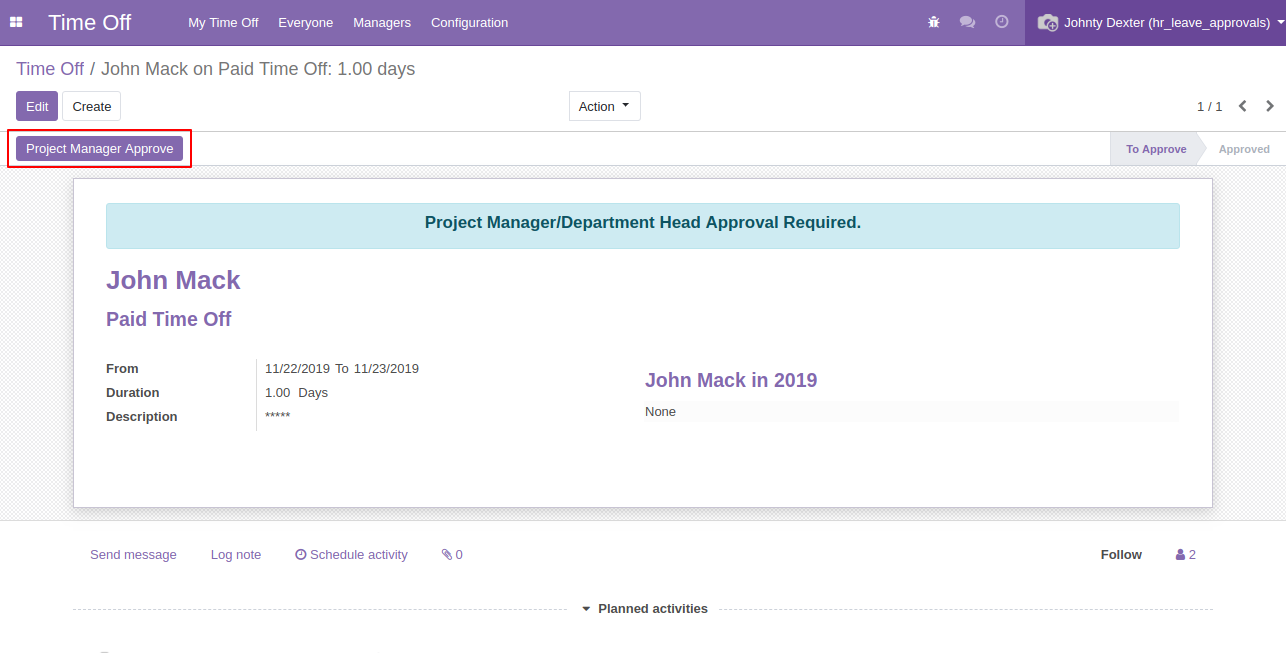 Time Off My Time Off Everyone Managers Configuration Johnty Dexter (hr_leave_approvals)
Time Off / John Mack on Paid Time Off: 1.00 days
Edit Create Action 1 / 1
Project Manager Approve To Approve Approved
Project Manager/Department Head Approval Required.
John Mack
Paid Time Off
From 11/22/2019 To 11/23/2019
Duration 1.00 Days
Description *****
John Mack in 2019
None
Send message Log note Schedule activity 0 Follow 2
Planned activities